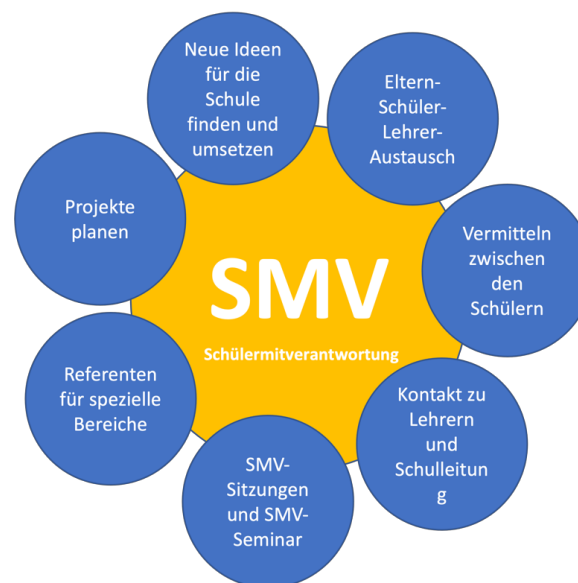 Neue Ideen
für die
Schule
finden und
umsetzen
Eltern-
Schüler-
Lehrer-
Austausch
Projekte
planen
Vermitteln
zwischen
den
Schülern
SMV
Schülermitverantwortung
Referenten
für spezielle
Bereiche
Kontakt zu
Lehrern
und
Schulleitun
g
SMV-
Sitzungen
und SMV-
Seminar